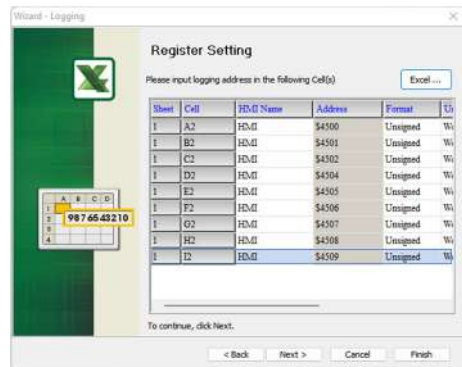 Wizard - Logging
Register Setting
Please input logging address in the following Cell(s)
Excel ...
Sheet Cell HMI Name Address Format
1 A2 HMI $4500 Unsigned
1 B2 HMI $4501 Unsigned
1 C2 HMI $4502 Unsigned
1 D2 HMI $4504 Unsigned
1 E2 HMI $4505 Unsigned
1 F2 HMI $4506 Unsigned
1 G2 HMI $4507 Unsigned
1 H2 HMI $4508 Unsigned
1 I2 HMI $4509 Unsigned
A B C D
1
9876543210
3
4
To continue, click Next.
< Back Next > Cancel Finish